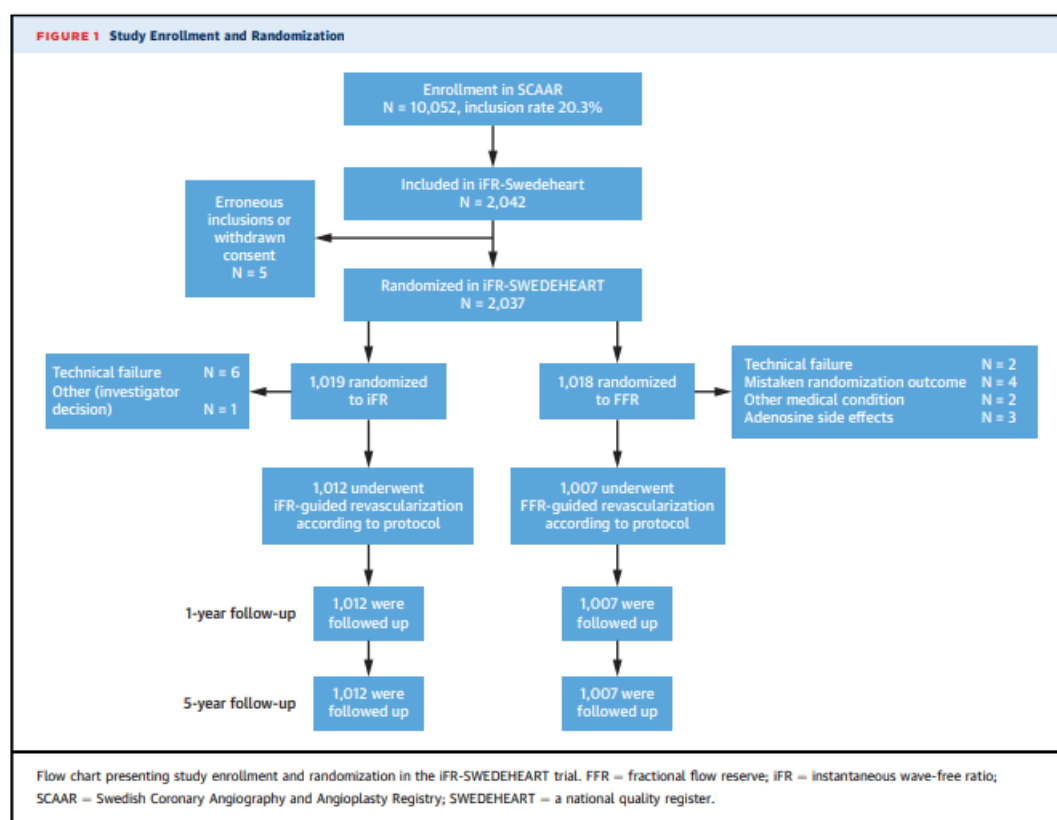 FIGURE 1 Study Enrollment and Randomization
Enrollment in SCAAR
N = 10,052, inclusion rate 20.3%
Included in iFR-Swedeheart
N = 2,042
Erroneous
inclusions or
withdrawn
consent
N = 5
Randomized in iFR-SWEDEHEART
N = 2,037
Technical failure N = 6
Other (investigator
decision) N = 1
1,019 randomized
to iFR
1,018 randomized
to FFR
Technical failure N = 2
Mistaken randomization outcome N = 4
Other medical condition N = 2
Adenosine side effects N = 3
1,012 underwent
iFR-guided revascularization
according to protocol
1,007 underwent
FFR-guided revascularization
according to protocol
1-year follow-up
1,012 were
followed up
1,007 were
followed up
5-year follow-up
1,012 were
followed up
1,007 were
followed up
Flow chart presenting study enrollment and randomization in the iFR-SWEDEHEART trial. FFR = fractional flow reserve; iFR = instantaneous wave-free ratio;
SCAAR = Swedish Coronary Angiography and Angioplasty Registry; SWEDEHEART = a national quality register.